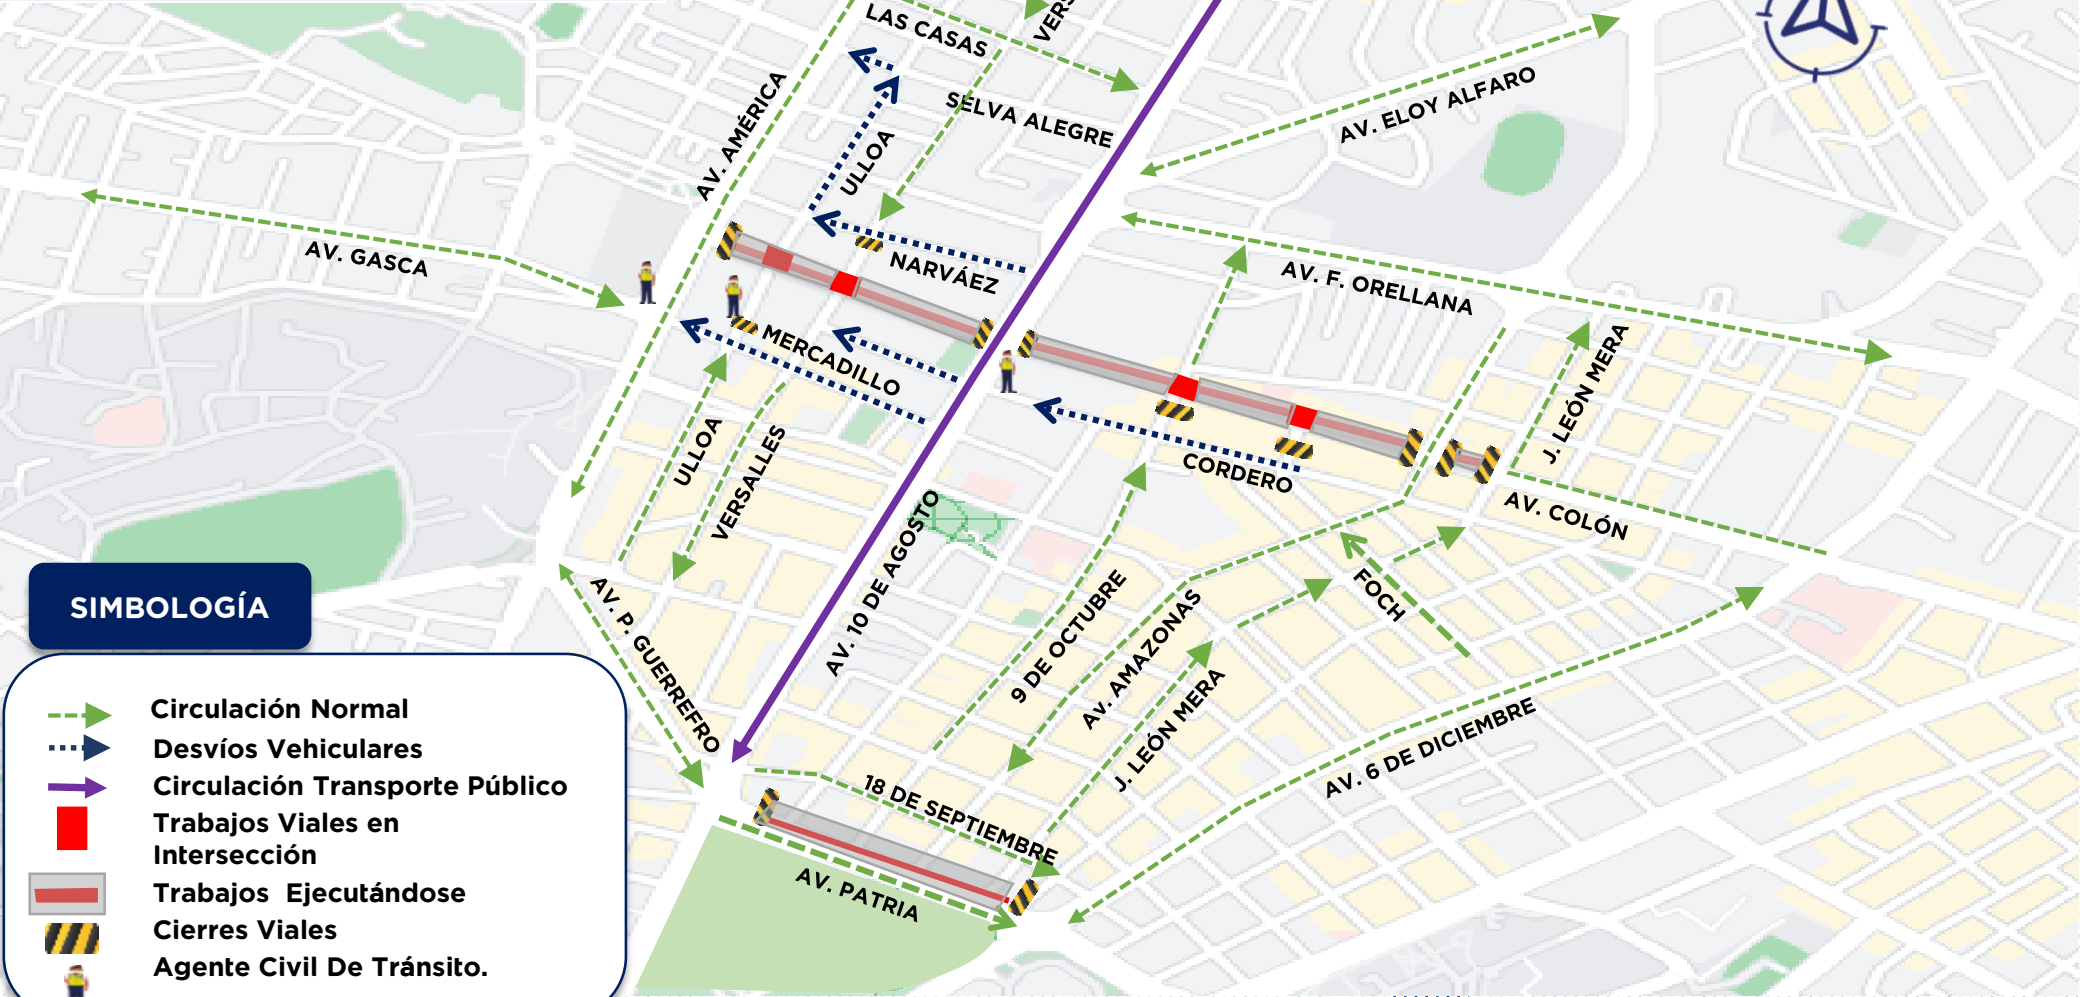 LAS CASAS
VERS
AV. AMÉRICA
SELVA ALEGRE
ULLOA
AV. ELOY ALFARO
AV. GASCA
NARVÁEZ
AV. F. ORELLANA
MERCADILLO
J. LEÓN MERA
ULLOA
VERSALLES
CORDERO
AV. COLÓN
AV. 10 DE AGOSTO
AV. P. GUERREFRO
9 DE OCTUBRE
AV. AMAZONAS
FOCH
J. LEÓN MERA
AV. 6 DE DICIEMBRE
18 DE SEPTIEMBRE
AV. PATRIA
SIMBOLOGÍA
Circulación Normal
Desvíos Vehiculares
Circulación Transporte Público
Trabajos Viales en
Intersección
Trabajos Ejecutándose
Cierres Viales
Agente Civil De Tránsito.